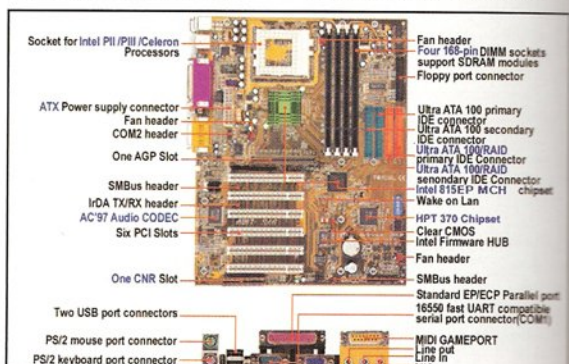 Socket for Intel PII /PIII /Celeron
Processors
ATX Power supply connector
Fan header
COM2 header
One AGP Slot
SMBus header
IrDA TX/RX header
AC'97 Audio CODEC
Six PCI Slots
One CNR Slot
Two USB port connectors
PS/2 mouse port connector
PS/2 keyboard port connector
Fan header
Four 168-pin DIMM sockets
support SDRAM modules
Floppy port connector
Ultra ATA 100 primary
IDE connector
Ultra ATA 100 secondary
IDE connector
Ultra ATA 100/RAID
primary IDE Connector
Ultra ATA 100/RAID
senondary IDE Connector
Intel 815EP MCH chipset
Wake on Lan
HPT 370 Chipset
Clear CMOS
Intel Firmware HUB
Fan header
SMBus header
Standard EP/ECP Parallel port
16550 fast UART compatible
serial port connector(COM1)
MIDI GAMEPORT
Line out
Line in